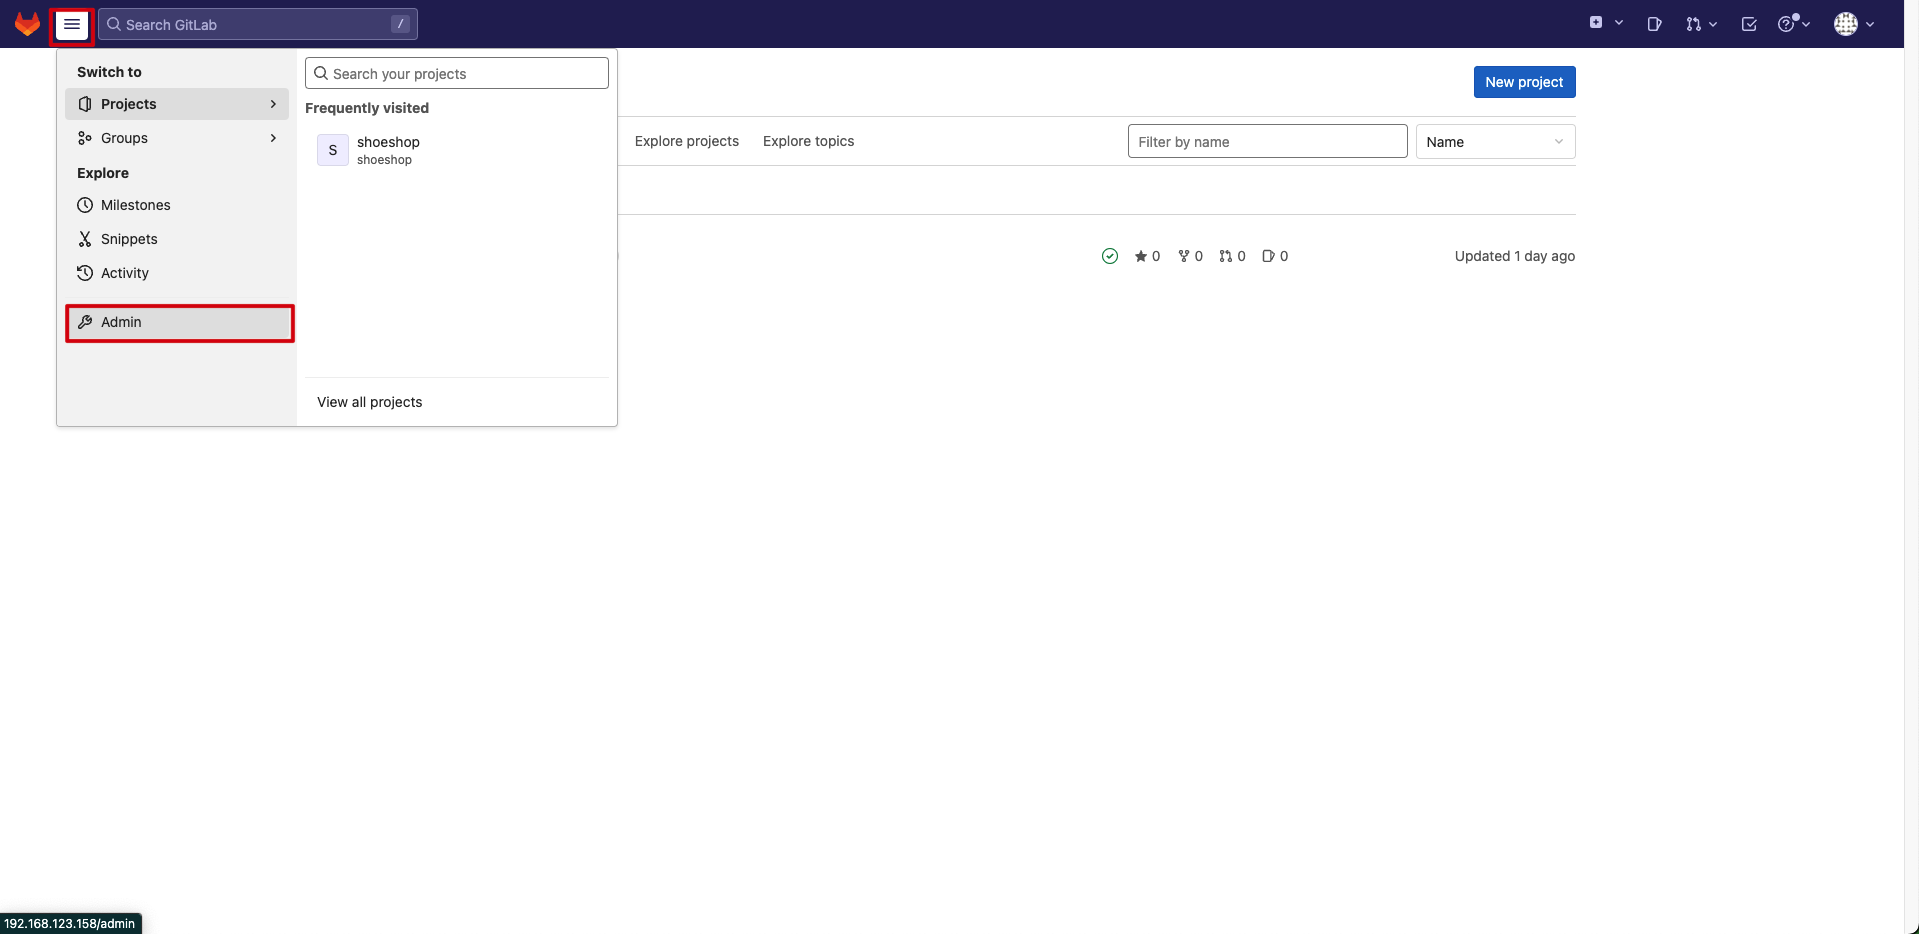 Search GitLab /
Switch to
Projects
Groups
Explore
Milestones
Snippets
Activity
Admin
Search your projects
Frequently visited
S shoeshop
shoeshop
View all projects
New project
Explore projects Explore topics Filter by name Name
0 0 0 0 Updated 1 day ago
192.168.123.158/admin